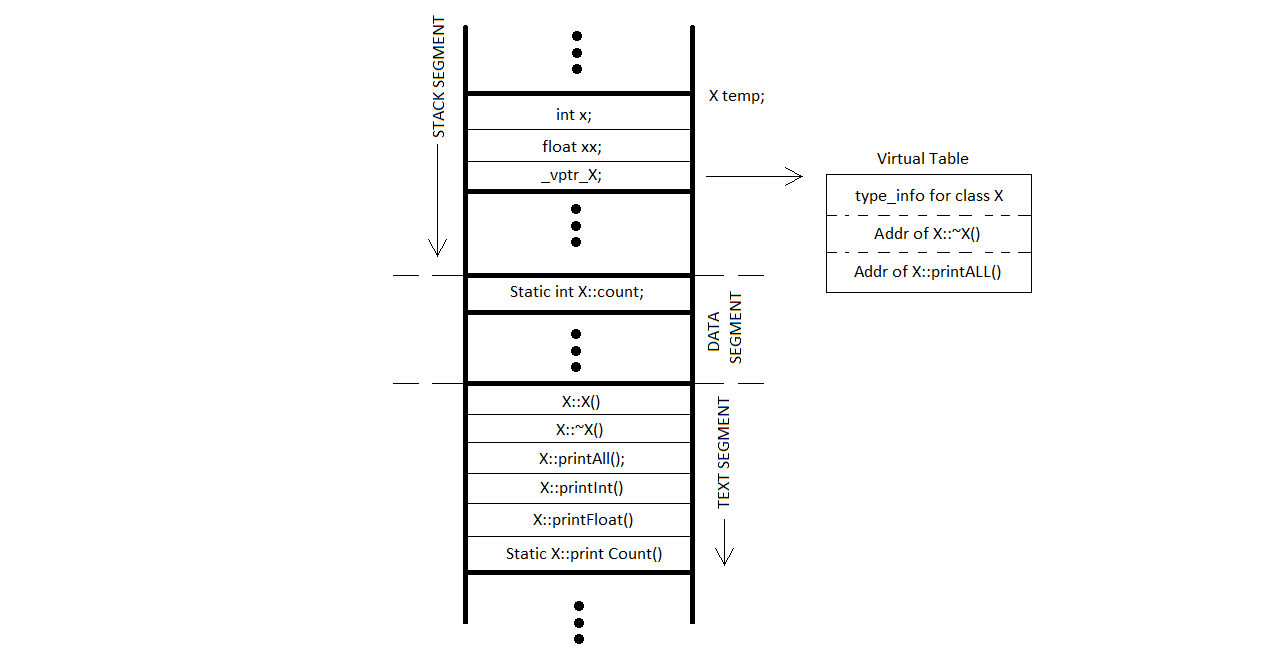 STACK SEGMENT
X temp;
int x;
float xx;
_vptr_X;
Virtual Table
type_info for class X
Addr of X::~X()
Addr of X::printALL()
Static int X::count;
DATA
SEGMENT
X::X()
X::~X()
X::printAll();
X::printInt()
X::printFloat()
Static X::print Count()
TEXT SEGMENT